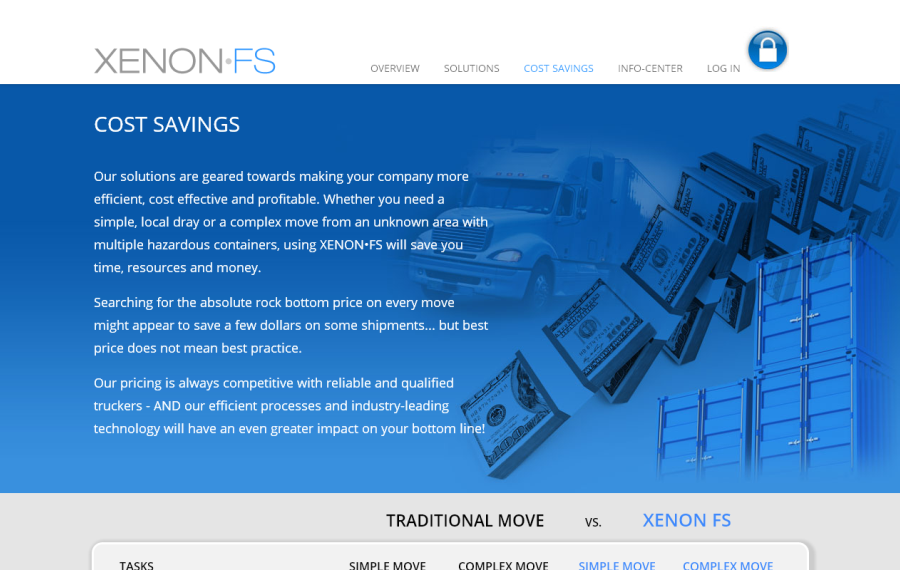 XENON•FS
OVERVIEW SOLUTIONS COST SAVINGS INFO-CENTER LOG IN
COST SAVINGS
Our solutions are geared towards making your company more
efficient, cost effective and profitable. Whether you need a
simple, local dray or a complex move from an unknown area with
multiple hazardous containers, using XENON•FS will save you
time, resources and money.
Searching for the absolute rock bottom price on every move
might appear to save a few dollars on some shipments... but best
price does not mean best practice.
Our pricing is always competitive with reliable and qualified
truckers - AND our efficient processes and industry-leading
technology will have an even greater impact on your bottom line!
TRADITIONAL MOVE vs. XENON FS
TASKS SIMPLE MOVE COMPLEX MOVE SIMPLE MOVE COMPLEX MOVE